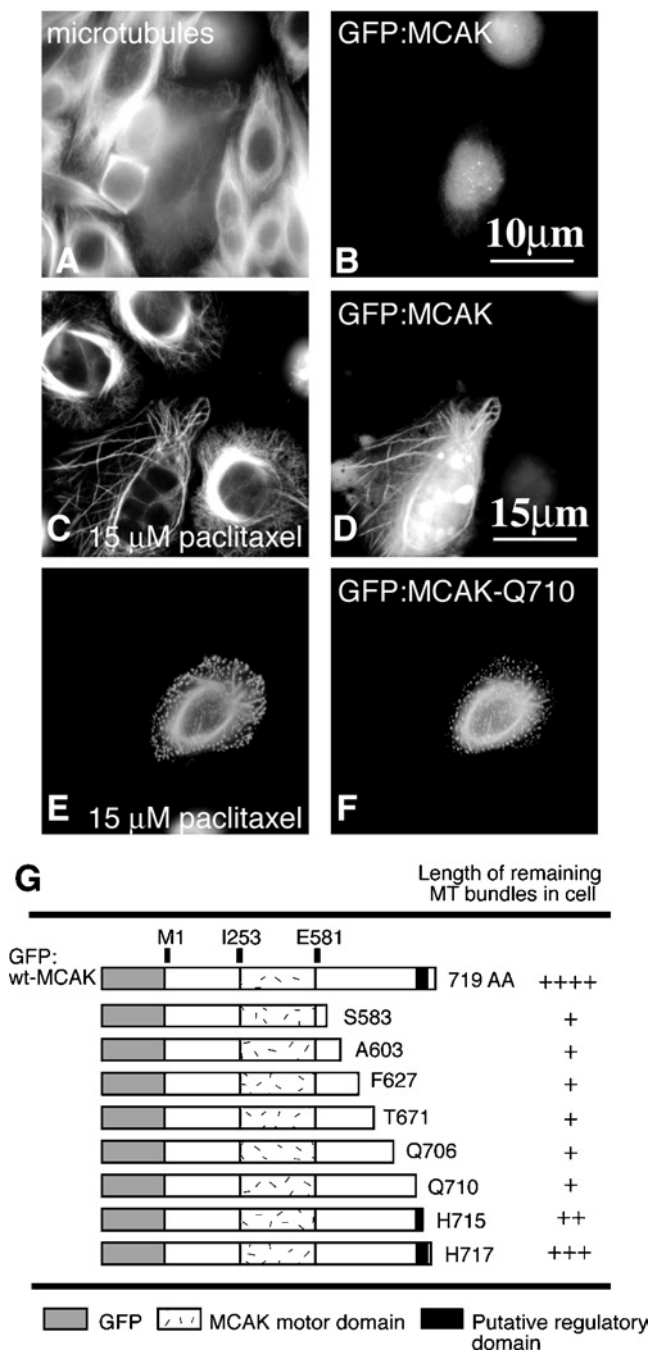 microtubules
GFP:MCAK
A
B
10µm
GFP:MCAK
C
15 µM paclitaxel
D
15µm
GFP:MCAK-Q710
E
15 µM paclitaxel
F
G
Length of remaining
MT bundles in cell
M1 I253 E581
GFP:
wt-MCAK
719 AA ++++
S583 +
A603 +
F627 +
T671 +
Q706 +
Q710 +
H715 ++
H717 +++
GFP MCAK motor domain Putative regulatory
domain